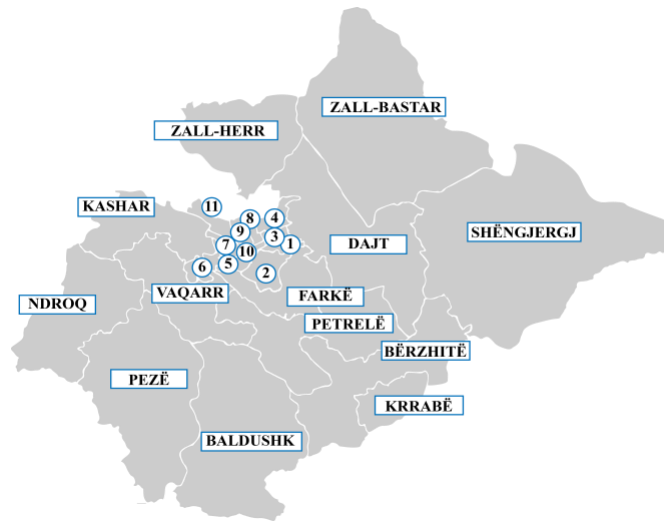 ZALL-BASTAR
ZALL-HERR
KASHAR
11
8
4
9
3
7
1
10
DAJT
SHËNGJERGJ
6
5
2
VAQARR
FARKË
NDROQ
PETRELË
BËRZHITË
PEZË
KRRABË
BALDUSHK